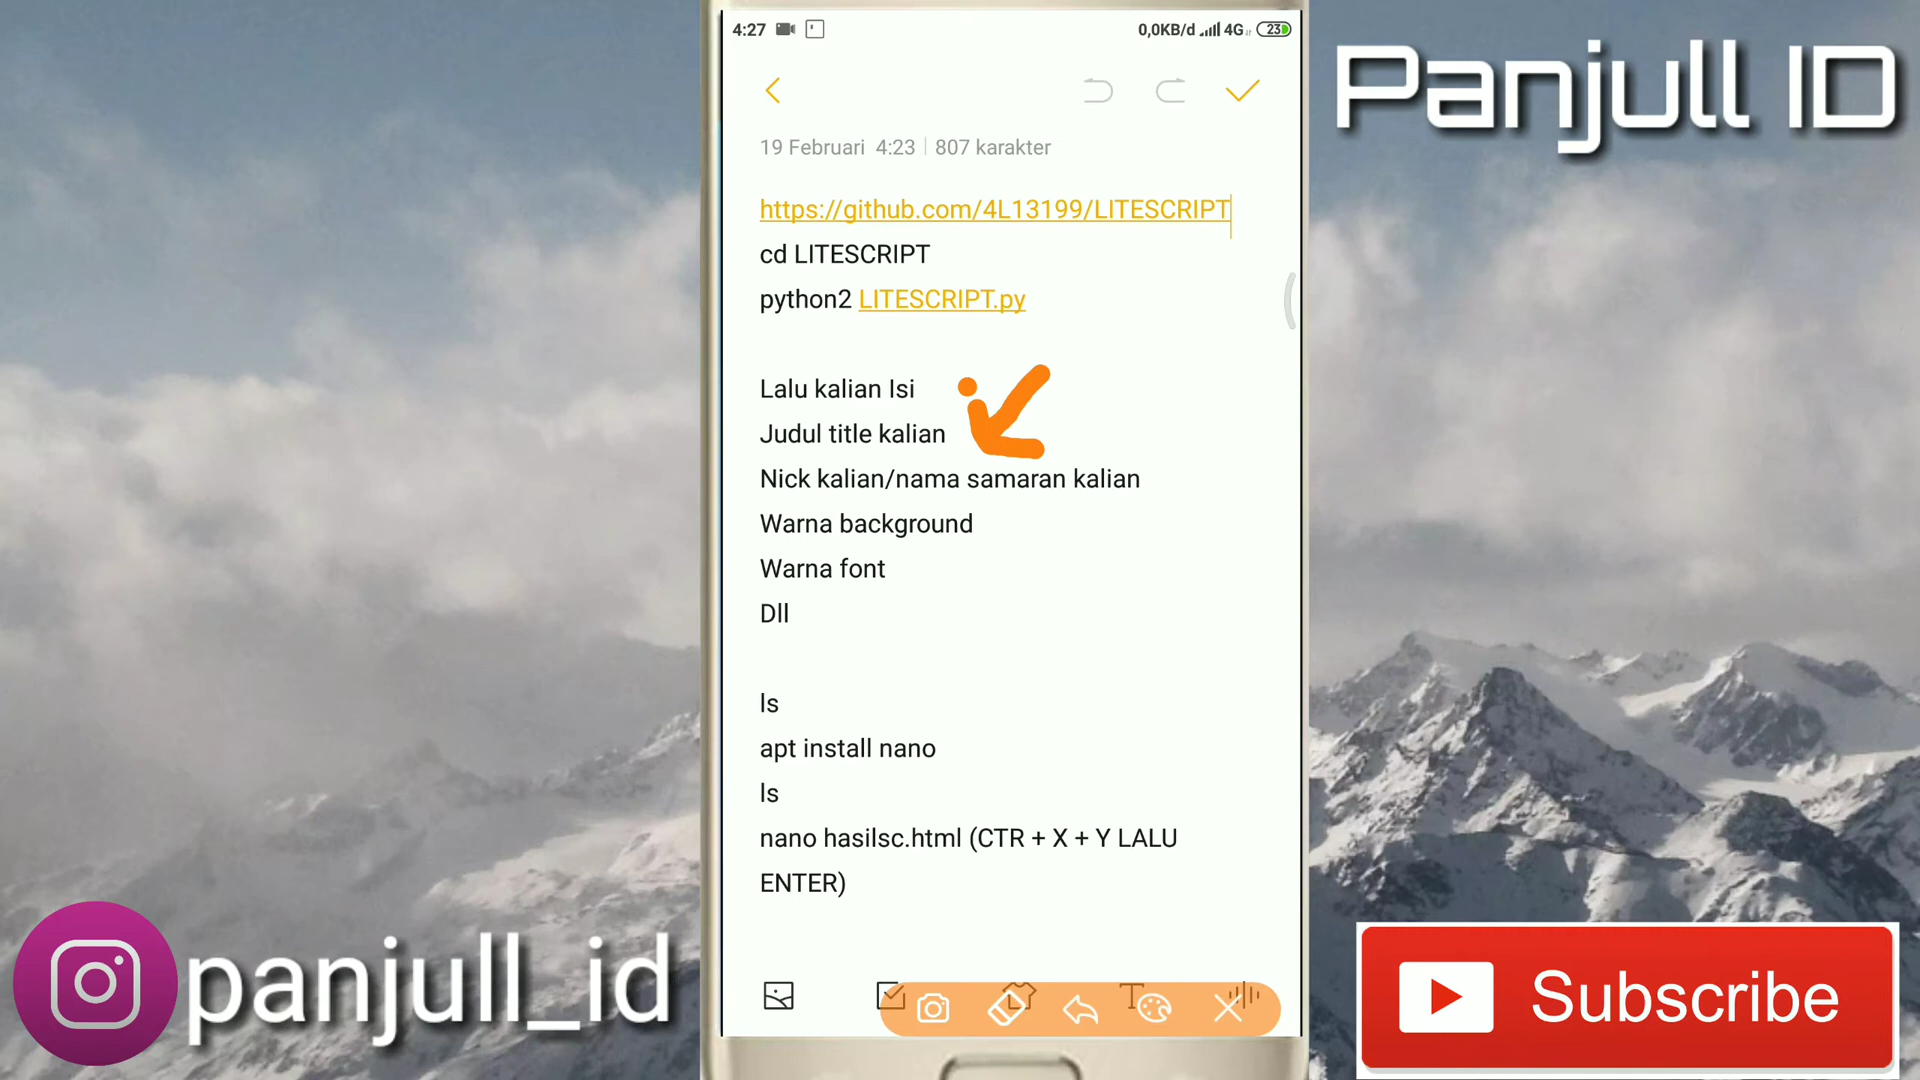 4:27
0,0KB/d 4G 23
Panjull ID
19 Februari 4:23 | 807 karakter
https://github.com/4L13199/LITESCRIPT
cd LITESCRIPT
python2 LITESCRIPT.py
Lalu kalian Isi
Judul title kalian
Nick kalian/nama samaran kalian
Warna background
Warna font
Dll
ls
apt install nano
ls
nano hasilsc.html (CTR + X + Y LALU
ENTER)
panjull_id
Subscribe